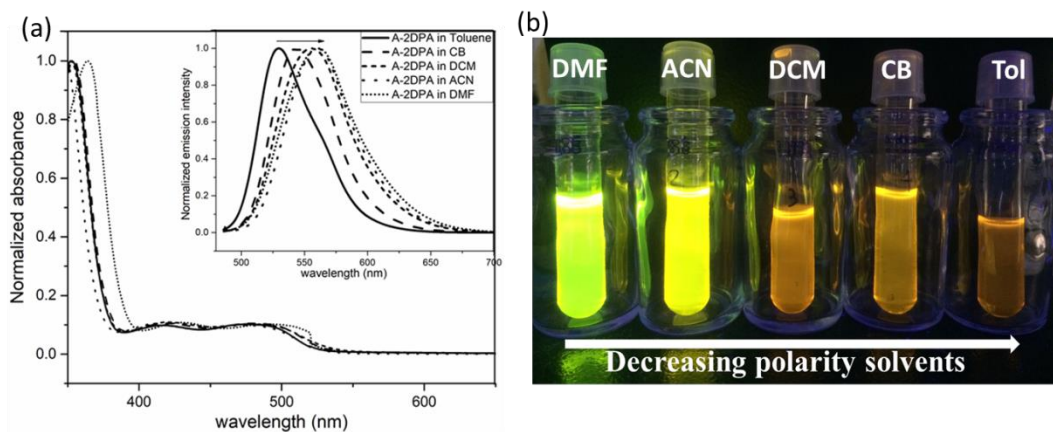 (a)
A-2DPA in Toluene
A-2DPA in CB
A-2DPA in DCM
A-2DPA in ACN
A-2DPA in DMF
Normalized emission intensity
1.0
0.8
0.6
0.4
0.2
0.0
500 550 600 650 700
wavelength (nm)
Normalized absorbance
1.0
0.8
0.6
0.4
0.2
0.0
400 500 600
wavelength (nm)
(b)
DMF ACN DCM CB Tol
2
3
Decreasing polarity solvents